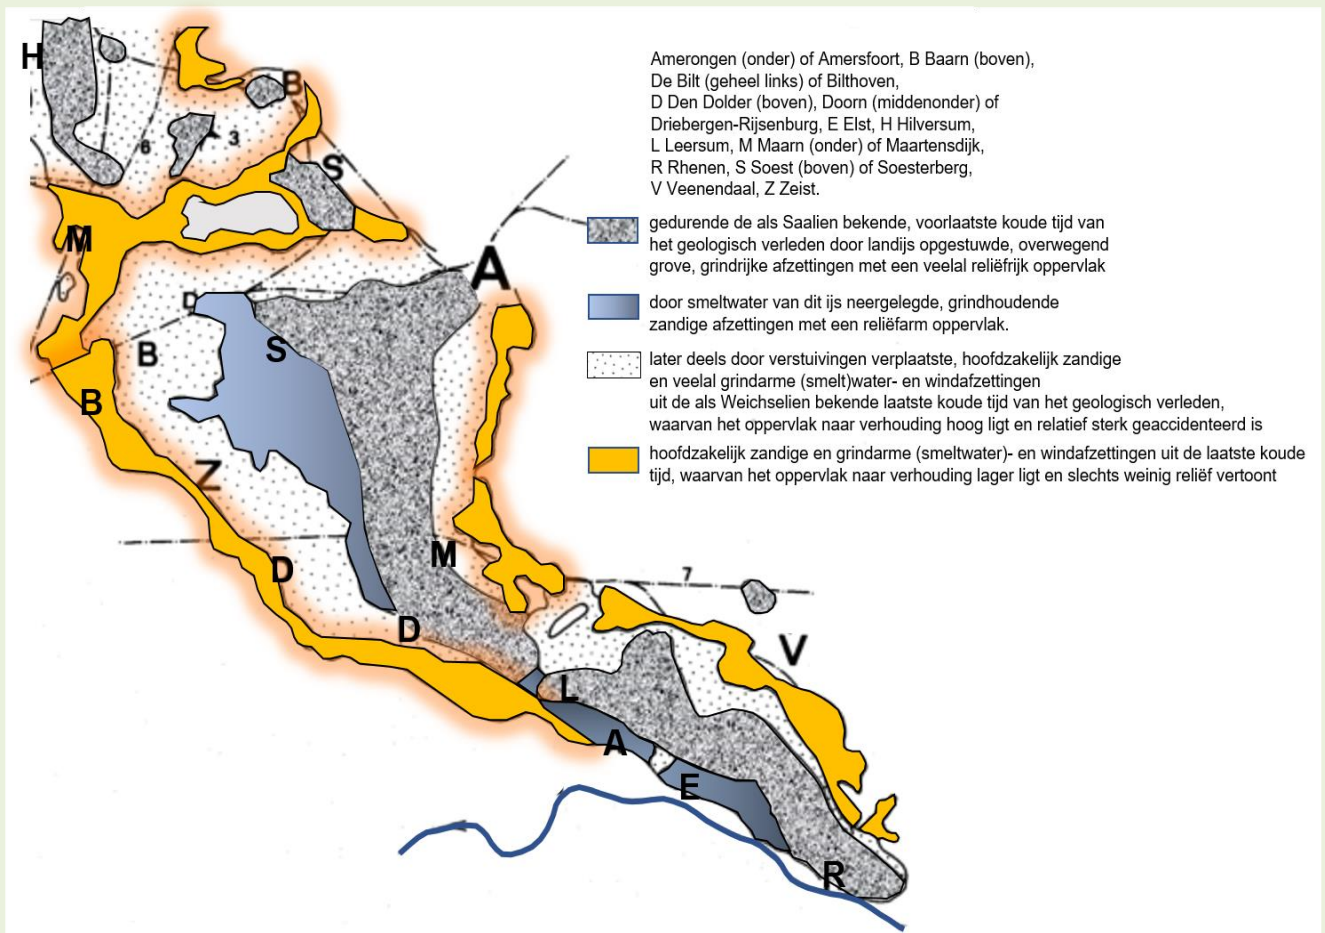 H
B
3
6
S
M
A
D
S
B
B
Z
M
D
7
D
V
L
A
E
R
Amerongen (onder) of Amersfoort, B Baarn (boven),
De Bilt (geheel links) of Bilthoven,
D Den Dolder (boven), Doorn (middenonder) of
Driebergen-Rijsenburg, E Elst, H Hilversum,
L Leersum, M Maarn (onder) of Maartensdijk,
R Rhenen, S Soest (boven) of Soesterberg,
V Veenendaal, Z Zeist.
gedurende de als Saalien bekende, voorlaatste koude tijd van
het geologisch verleden door landijs opgestuwde, overwegend
grove, grindrijke afzettingen met een veelal reliëfrijk oppervlak
door smeltwater van dit ijs neergelegde, grindhoudende
zandige afzettingen met een reliëfarm oppervlak.
later deels door verstuivingen verplaatste, hoofdzakelijk zandige
en veelal grindarme (smelt)water- en windafzettingen
uit de als Weichselien bekende laatste koude tijd van het geologisch verleden,
waarvan het oppervlak naar verhouding hoog ligt en relatief sterk geaccidenteerd is
hoofdzakelijk zandige en grindarme (smeltwater)- en windafzettingen uit de laatste koude
tijd, waarvan het oppervlak naar verhouding lager ligt en slechts weinig reliëf vertoont